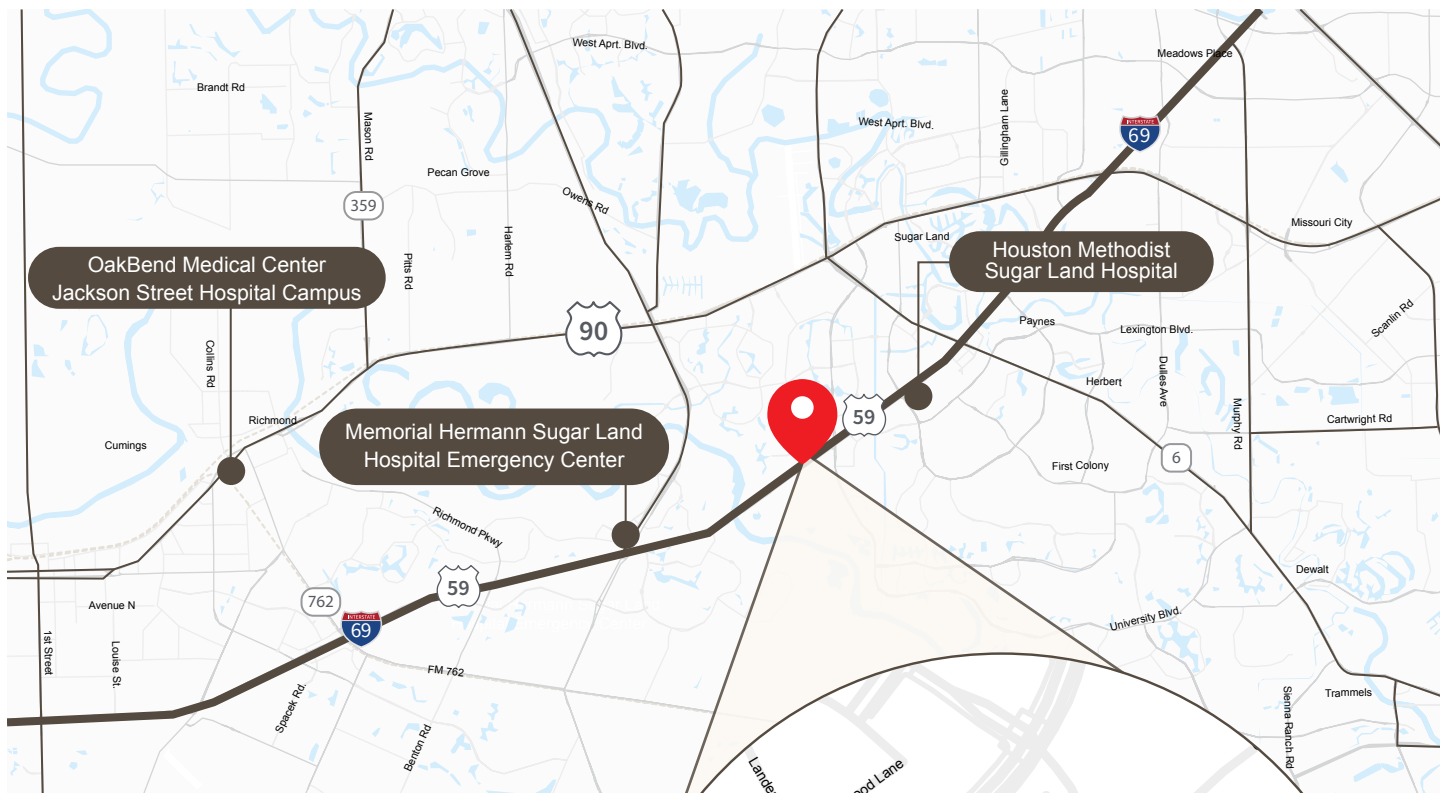 West Aprt. Blvd.
Meadows Place
Brandt Rd
Gillingham Lane
West Aprt. Blvd.
INTERSTATE
69
Mason Rd
Pecan Grove
Owens Rd
359
Missouri City
Harlem Rd
Sugar Land
Pitts Rd
OakBend Medical Center
Jackson Street Hospital Campus
Houston Methodist
Sugar Land Hospital
90
Paynes
Lexington Blvd.
Scanlin Rd
Collins Rd
Dulles Ave
Herbert
Murphy Rd
Richmond
59
Cartwright Rd
Cumings
Memorial Hermann Sugar Land
Hospital Emergency Center
6
First Colony
Richmond Pkwy
Dewalt
59
Avenue N
762
INTERSTATE
69
University Blvd.
1st Street
Louise St.
FM 762
Spacek Rd.
Benton Rd
Sienna Ranch Rd
Trammels